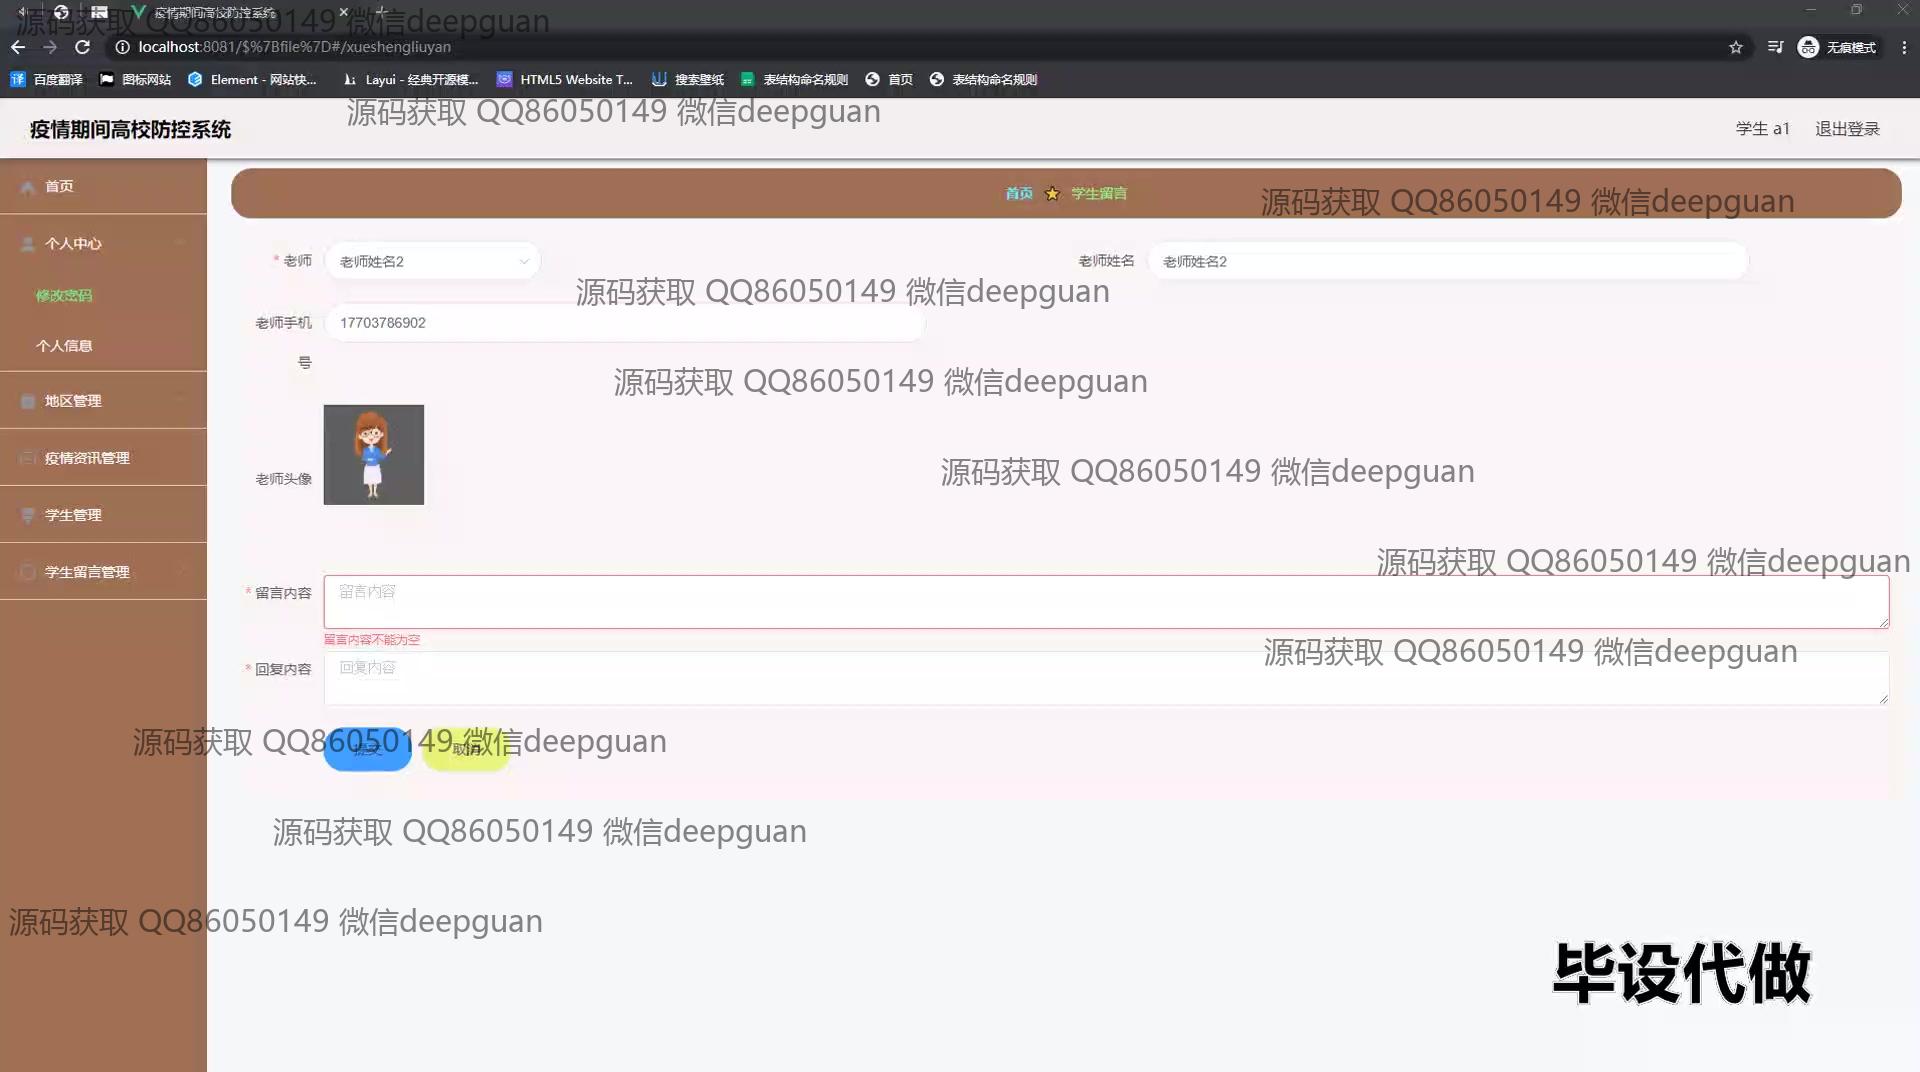 疫情期间高校防控系统
源码获取 QQ86050149 微信deepguan
localhost:8081/$%7Bfile%7D#/xueshengliuyan
无痕模式
百度翻译 图标网站 Element - 网站快... Layui - 经典开源模... HTML5 Website T... 搜索壁纸 表结构命名规则 首页 表结构命名规则
源码获取 QQ86050149 微信deepguan
疫情期间高校防控系统
学生 a1 退出登录
首页
首页 学生留言
源码获取 QQ86050149 微信deepguan
个人中心
* 老师 老师姓名2
老师姓名 老师姓名2
修改密码
源码获取 QQ86050149 微信deepguan
老师手机号 17703786902
个人信息
源码获取 QQ86050149 微信deepguan
地区管理
疫情资讯管理
老师头像
源码获取 QQ86050149 微信deepguan
学生管理
源码获取 QQ86050149 微信deepguan
学生留言管理
* 留言内容 留言内容
留言内容不能为空
源码获取 QQ86050149 微信deepguan
* 回复内容 回复内容
提交 取消
源码获取 QQ86050149 微信deepguan
源码获取 QQ86050149 微信deepguan
源码获取 QQ86050149 微信deepguan
毕设代做